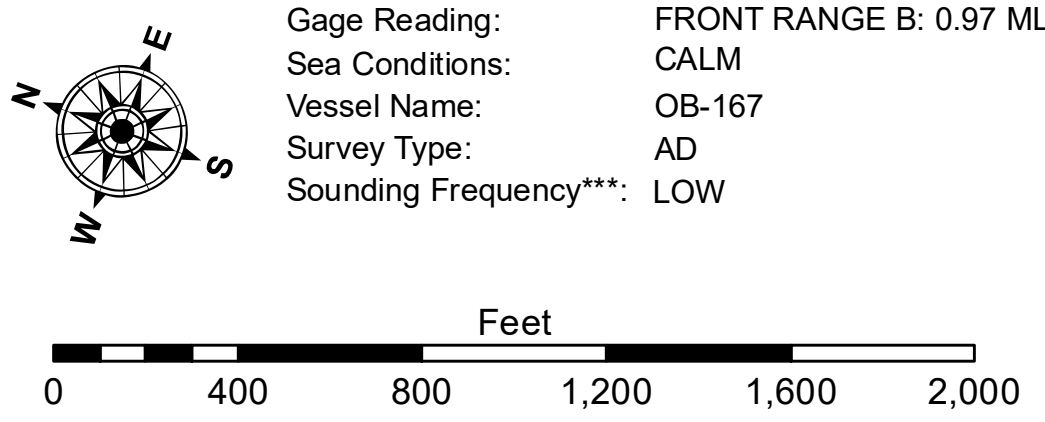 E
N
S
W
Gage Reading: FRONT RANGE B: 0.97 ML
Sea Conditions: CALM
Vessel Name: OB-167
Survey Type: AD
Sounding Frequency***: LOW
Feet
0 400 800 1,200 1,600 2,000